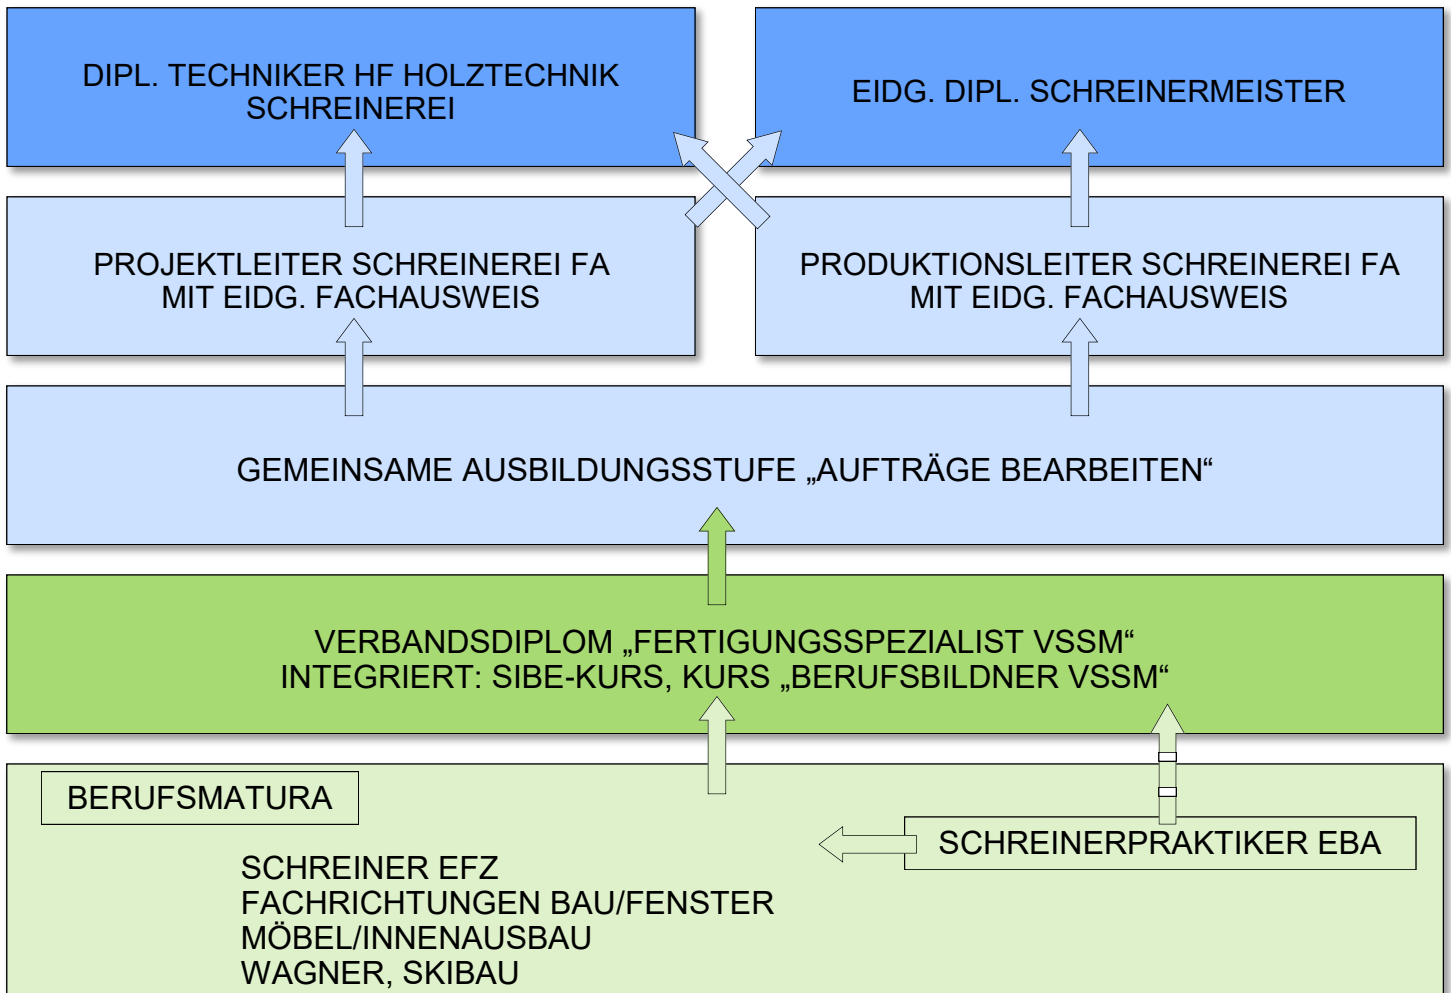 DIPL. TECHNIKER HF HOLZTECHNIK
SCHREINEREI
EIDG. DIPL. SCHREINERMEISTER
PROJEKTLEITER SCHREINEREI FA
MIT EIDG. FACHAUSWEIS
PRODUKTIONSLEITER SCHREINEREI FA
MIT EIDG. FACHAUSWEIS
GEMEINSAME AUSBILDUNGSSTUFE „AUFTRÄGE BEARBEITEN“
VERBANDSDIPLOM „FERTIGUNGSSPEZIALIST VSSM“
INTEGRIERT: SIBE-KURS, KURS „BERUFSBILDNER VSSM“
BERUFSMATURA
SCHREINERPRAKTIKER EBA
SCHREINER EFZ
FACHRICHTUNGEN BAU/FENSTER
MÖBEL/INNENAUSBAU
WAGNER, SKIBAU